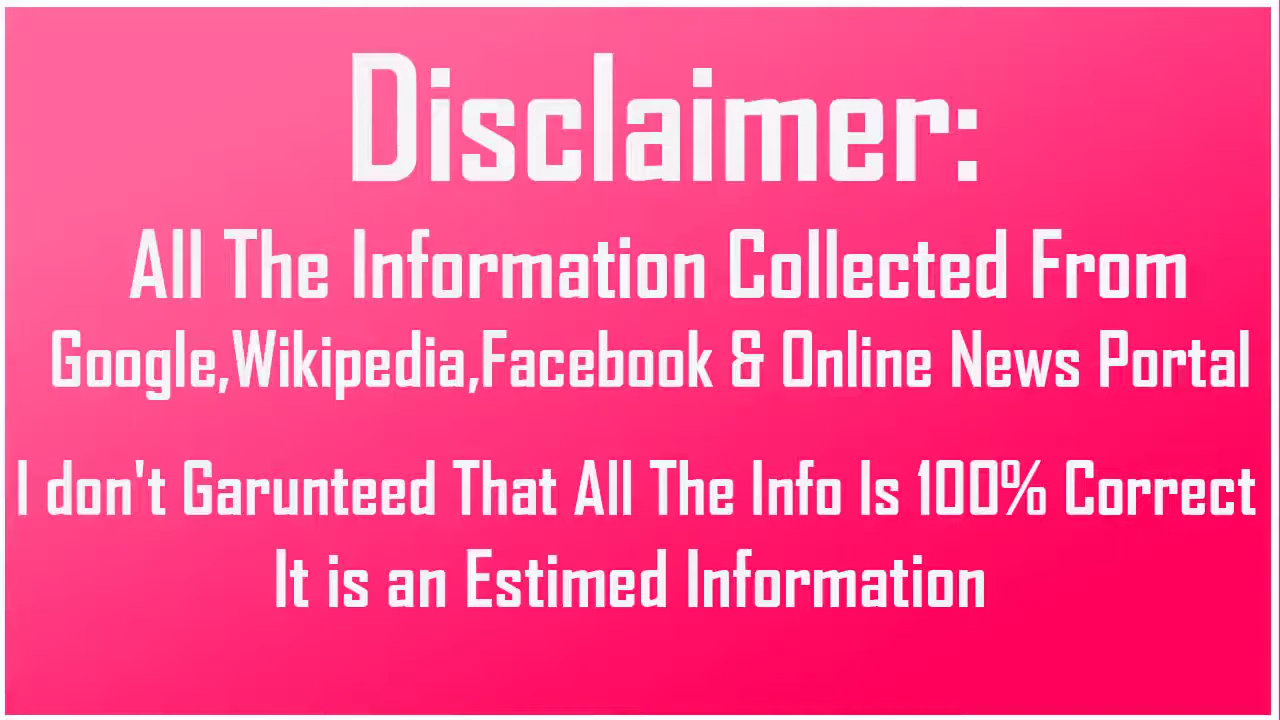 Disclaimer:
All The Information Collected From
Google,Wikipedia,Facebook & Online News Portal
I don't Garunteed That All The Info Is 100% Correct
It is an Estimed Information